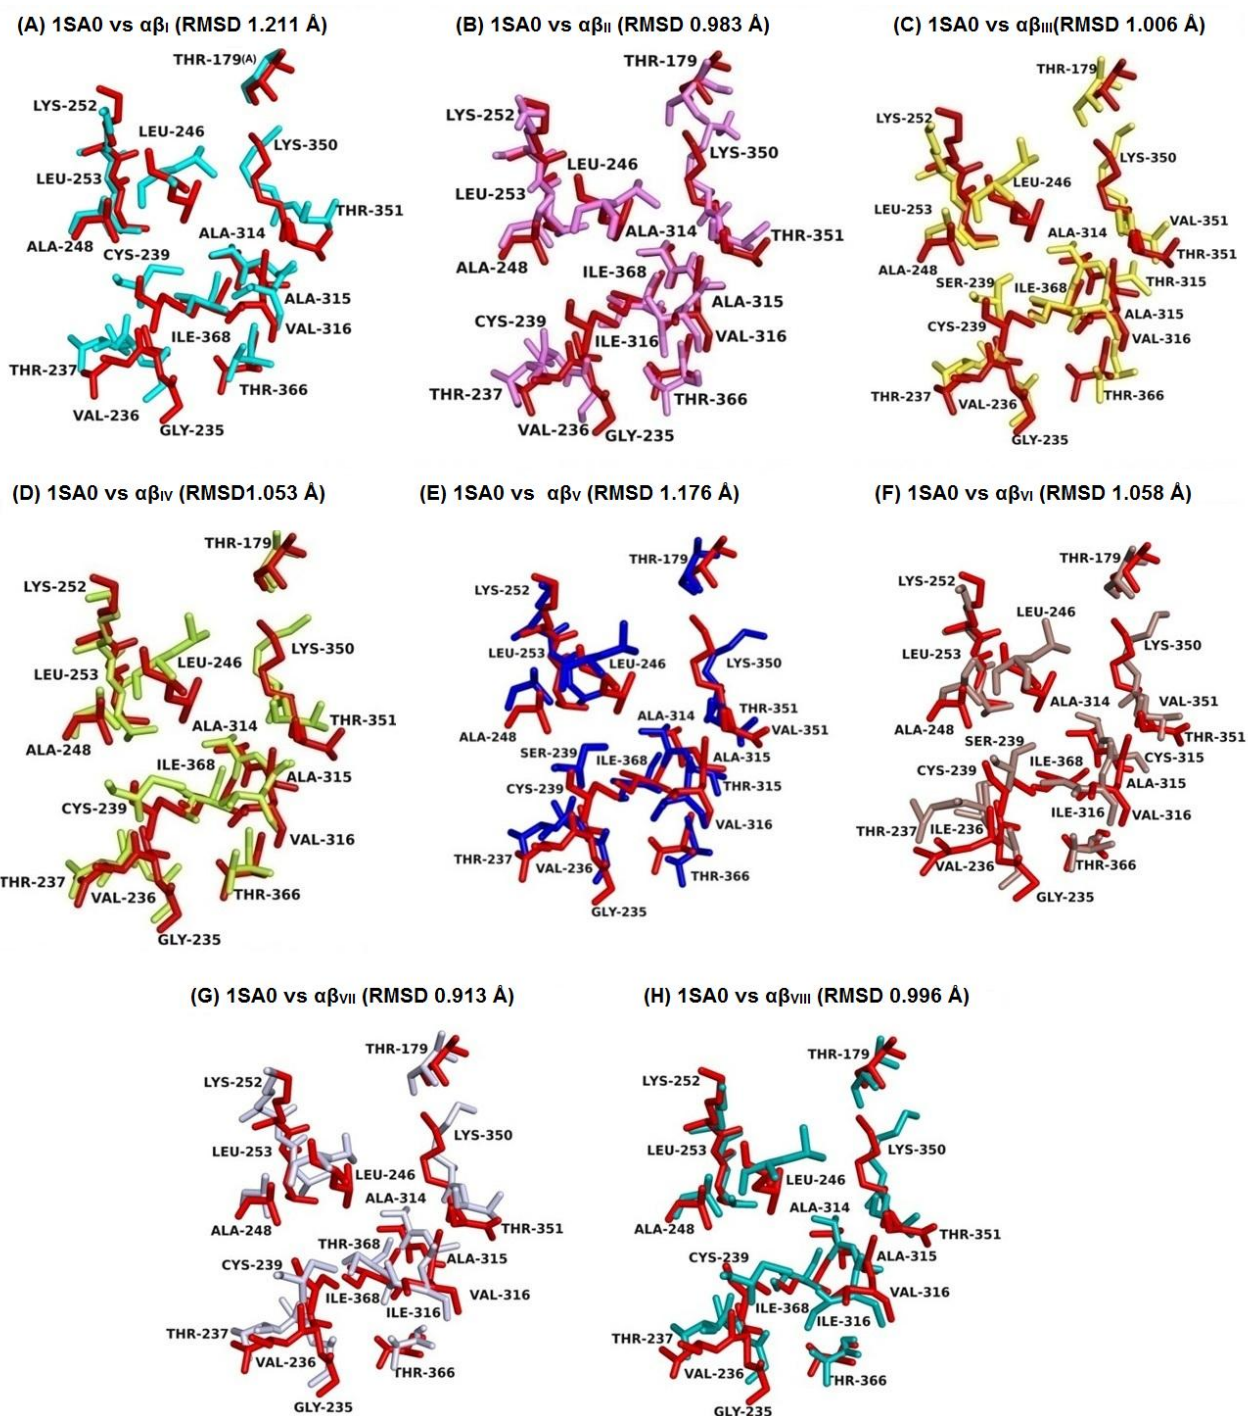 (A) 1SA0 vs αβI (RMSD 1.211 Å)
THR-179(A)
LYS-252
LEU-246
LYS-350
LEU-253
THR-351
ALA-248
CYS-239
ALA-314
ALA-315
ILE-368
VAL-316
THR-237
THR-366
VAL-236
GLY-235
(B) 1SA0 vs αβII (RMSD 0.983 Å)
THR-179
LYS-252
LEU-246
LYS-350
LEU-253
ALA-314
THR-351
ALA-248
ILE-368
ALA-315
CYS-239
ILE-316
VAL-316
THR-237
THR-366
VAL-236
GLY-235
(C) 1SA0 vs αβIII(RMSD 1.006 Å)
THR-179
LYS-252
LYS-350
LEU-246
LEU-253
VAL-351
ALA-314
THR-351
ALA-248
SER-239
ILE-368
THR-315
CYS-239
ALA-315
VAL-316
THR-237
VAL-236
THR-366
GLY-235
(D) 1SA0 vs αβIV (RMSD1.053 Å)
THR-179
LYS-252
LYS-350
LEU-246
LEU-253
THR-351
ALA-314
ALA-248
ILE-368
ALA-315
CYS-239
VAL-316
THR-237
VAL-236
THR-366
GLY-235
(E) 1SA0 vs αβV (RMSD 1.176 Å)
THR-179
LYS-252
LEU-253
LEU-246
LYS-350
THR-351
ALA-314
VAL-351
ALA-248
SER-239
ILE-368
ALA-315
CYS-239
THR-315
VAL-316
THR-237
VAL-236
THR-366
GLY-235
(F) 1SA0 vs αβVI (RMSD 1.058 Å)
THR-179
LYS-252
LEU-246
LYS-350
LEU-253
ALA-314
VAL-351
ALA-248
THR-351
SER-239
CYS-315
ILE-368
CYS-239
ALA-315
ILE-316
VAL-316
THR-237
ILE-236
VAL-236
THR-366
GLY-235
(G) 1SA0 vs αβVII (RMSD 0.913 Å)
THR-179
LYS-252
LYS-350
LEU-253
LEU-246
ALA-314
ALA-248
THR-351
THR-368
CYS-239
ALA-315
ILE-368
VAL-316
ILE-316
THR-237
VAL-236
THR-366
GLY-235
(H) 1SA0 vs αβVIII (RMSD 0.996 Å)
THR-179
LYS-252
LEU-253
LYS-350
LEU-246
ALA-314
ALA-248
THR-351
CYS-239
ALA-315
VAL-316
ILE-368
ILE-316
THR-237
VAL-236
THR-366
GLY-235